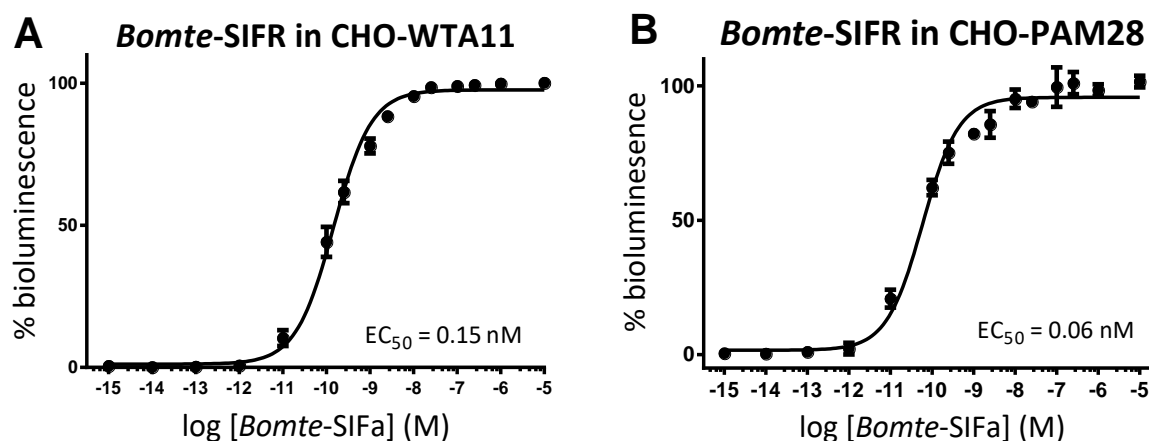 A
Bomte-SIFR in CHO-WTA11
% bioluminescence
100
50
0
EC50 = 0.15 nM
-15 -14 -13 -12 -11 -10 -9 -8 -7 -6 -5
log [Bomte-SIFa] (M)
B
Bomte-SIFR in CHO-PAM28
% bioluminesence
100
50
0
EC50 = 0.06 nM
-15 -14 -13 -12 -11 -10 -9 -8 -7 -6 -5
log [Bomte-SIFa] (M)